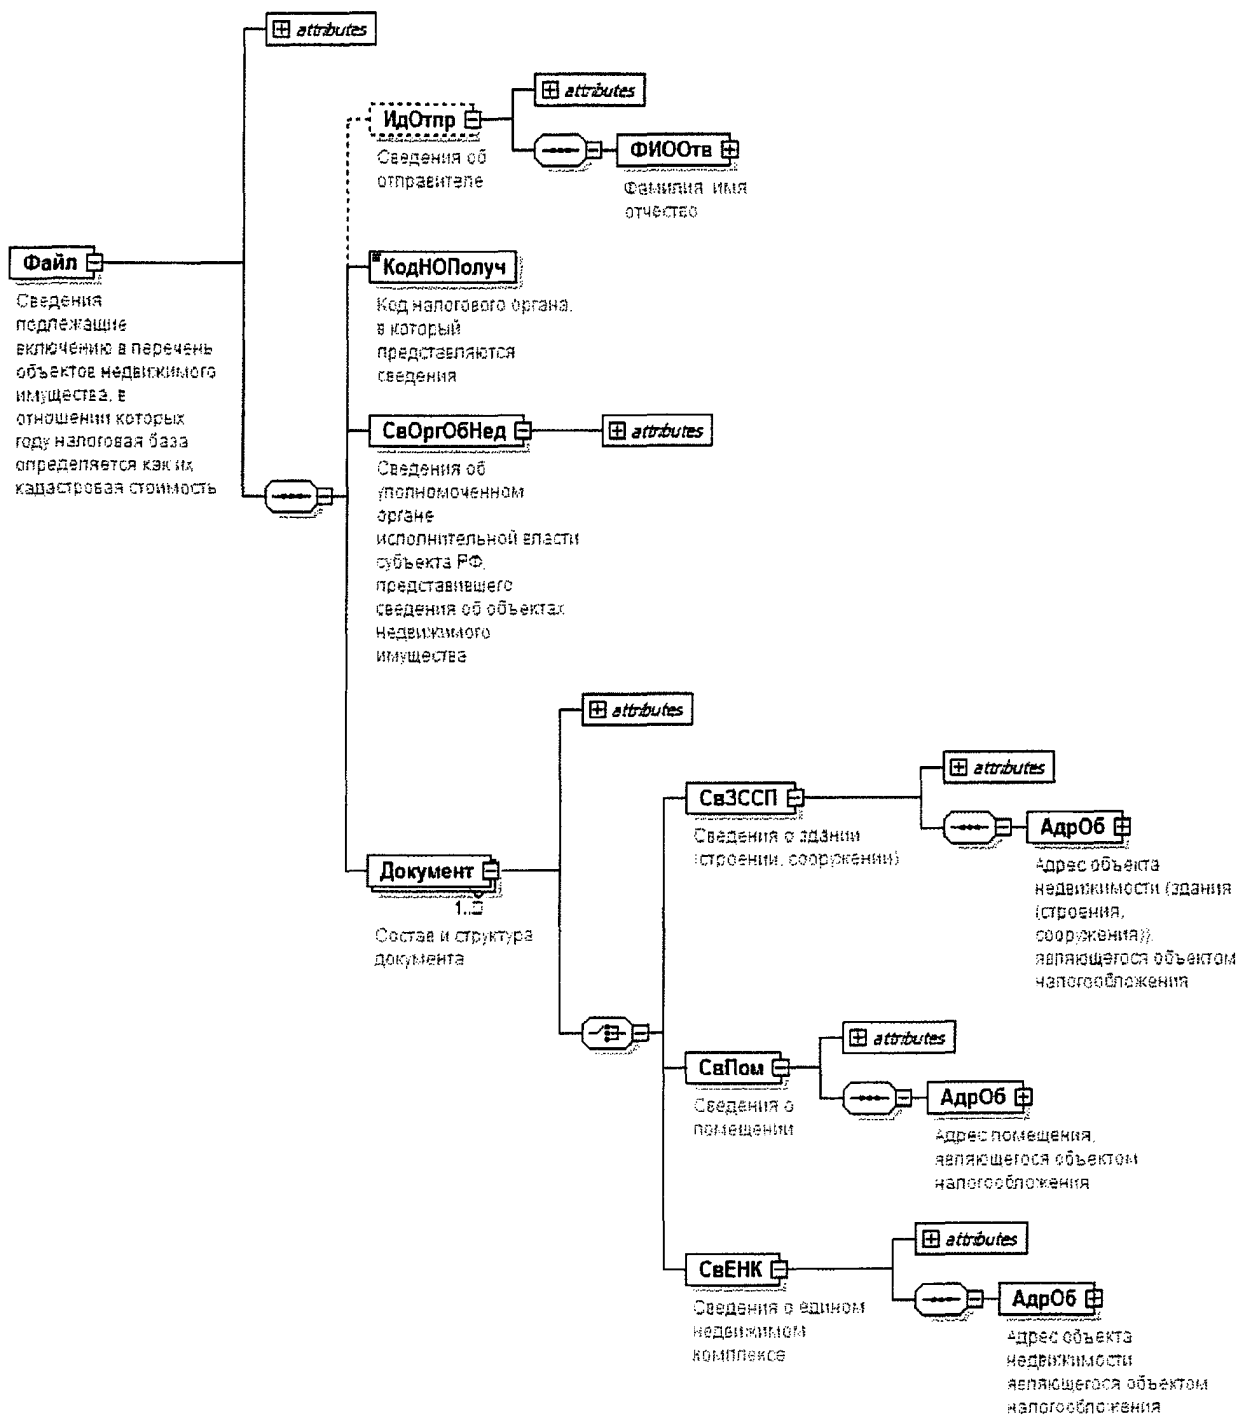 attributes
attributes
ИдОтпр
Сведения об
отправителе
ФИООтв
Фамилия имя
отчество
Файл
Сведения
подлежащие
включению в перечень
объектов недвижимого
имущества, в
отношении которых
году налоговая база
определяется как их
кадастровая стоимость
КодНОПолуч
Код налогового органа,
в который
представляются
сведения
СвОргОбНед
attributes
Сведения об
уполномоченном
органе
исполнительной власти
субъекта РФ,
представившего
сведения об объектах
недвижимого
имущества
attributes
Документ
1..
Состав и структура
документа
СвЗССП
Сведения о здании
(строении, сооружении)
attributes
АдрОб
Адрес объекта
недвижимости (здания
(строения,
сооружения)),
являющегося объектом
налогообложения
СвПом
Сведения о
помещении
attributes
АдрОб
Адрес помещения,
являющегося объектом
налогообложения
СвЕНК
Сведения о едином
недвижимом
комплексе
attributes
АдрОб
Адрес объекта
недвижимости
являющегося объектом
налогообложения